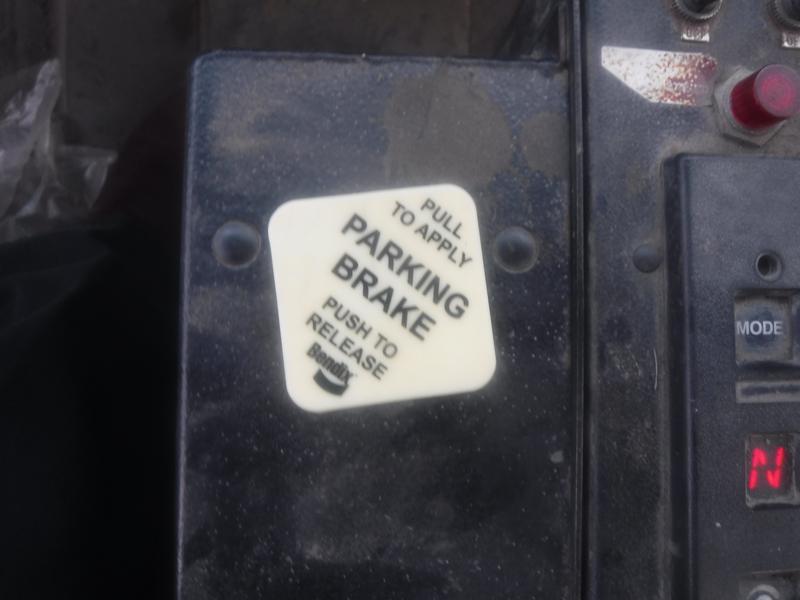 PULL
TO APPLY
PARKING
BRAKE
PUSH TO
RELEASE
Bendix
MODE
N